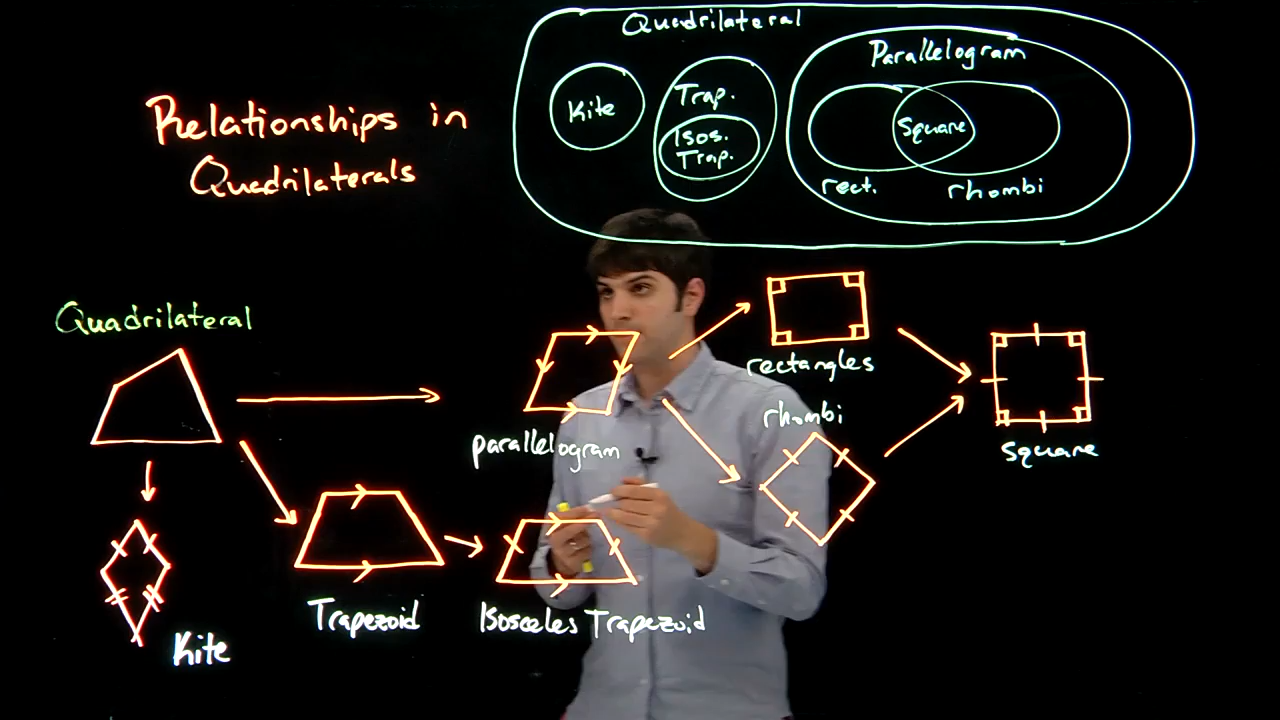 Quadrilateral
Parallelogram
Kite
Trap.
Isos.
Trap.
Square
rect.
rhombi
Relationships in
Quadrilaterals
Quadrilateral
parallelogram
rectangles
rhombi
square
Trapezoid
Isosceles Trapezoid
Kite